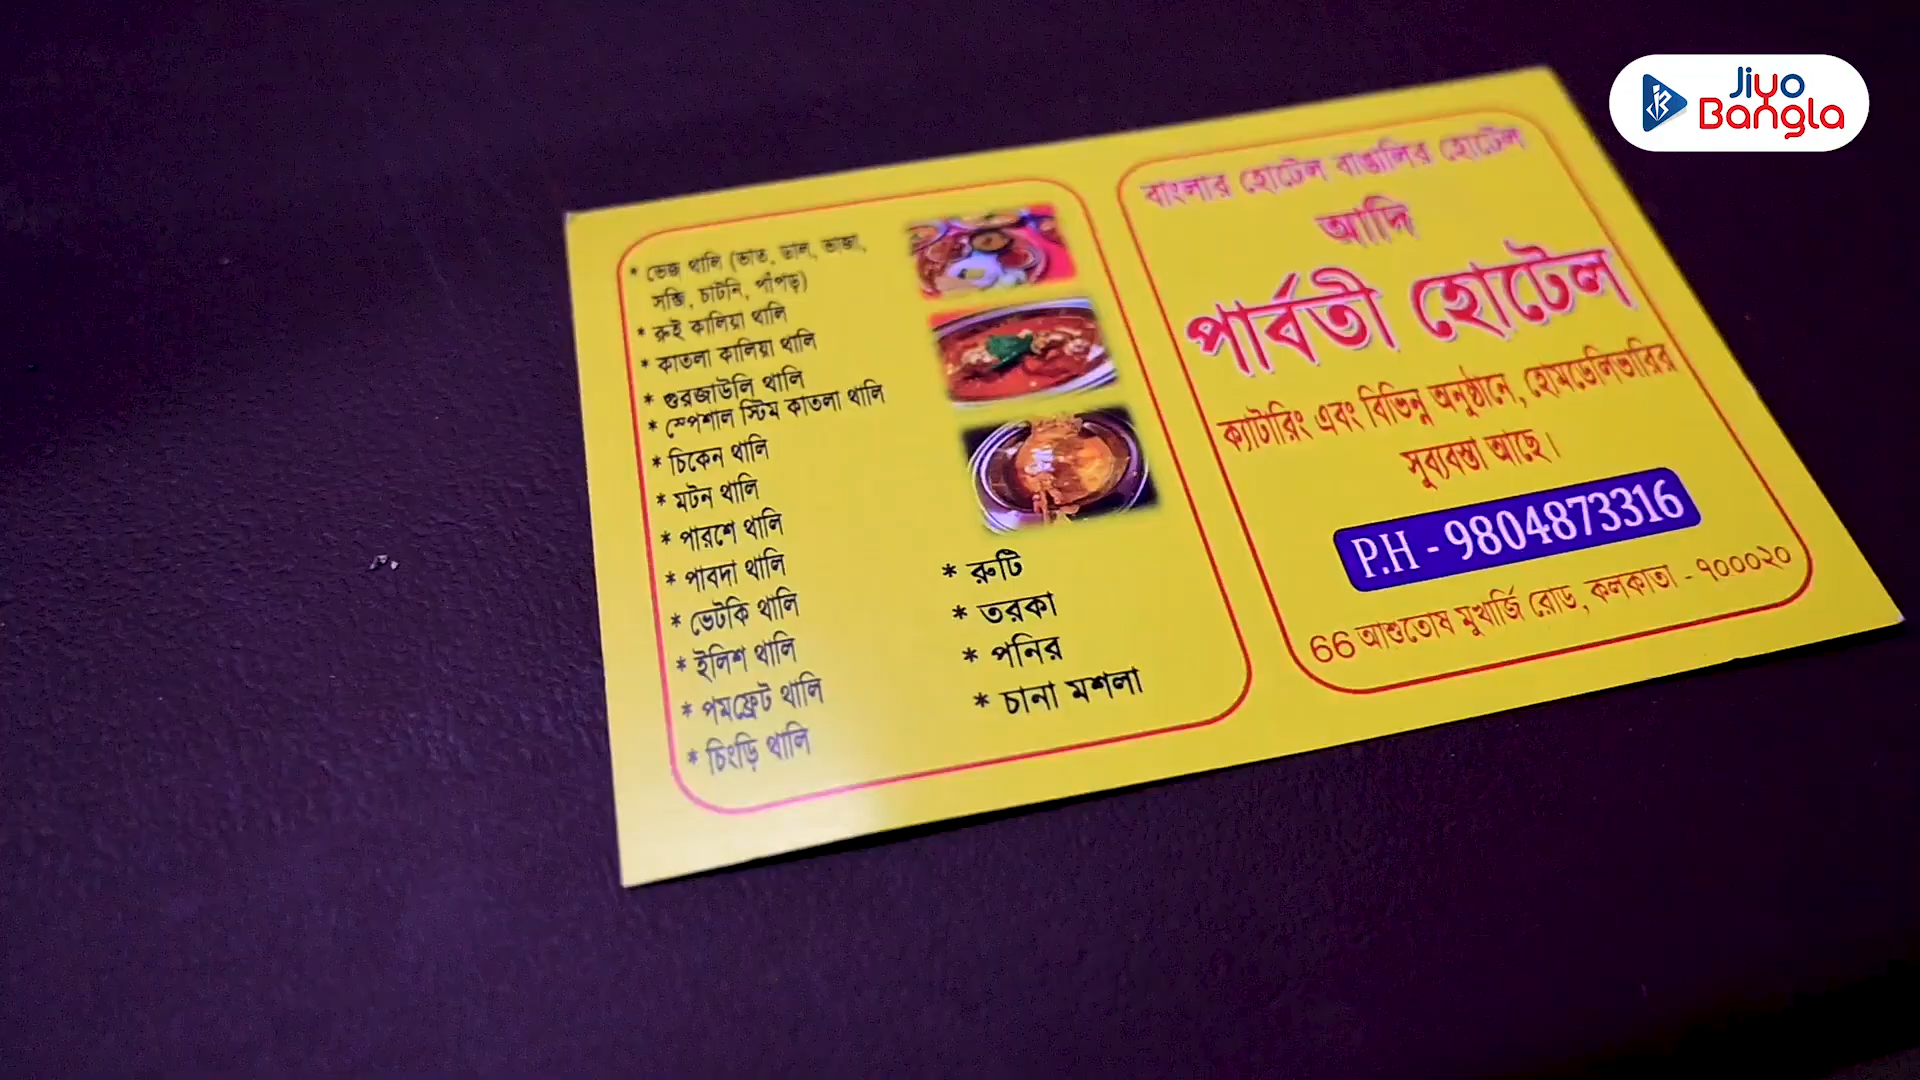 Jiyo
Bangla
* ভেজ থালি (ভাত, ডাল, ভাজা,
সব্জি, চাটনি, পাঁপড়)
* রুই কালিয়া থালি
* কাতলা কালিয়া থালি
* গুরজাউলি থালি
* স্পেশাল স্টিম কাতলা থালি
* চিকেন থালি
* মটন থালি
* পারশে থালি
* পাবদা থালি
* ভেটকি থালি
* ইলিশ থালি
* পমফ্রেট থালি
* চিংড়ি থালি
* রুটি
* তরকা
* পনির
* চানা মশলা
বাংলার হোটেল বাঙালির হোটেল
আদি
পার্বতী হোটেল
ক্যাটারিং এবং বিভিন্ন অনুষ্ঠানে, হোমডেলিভারির
সুব্যবস্তা আছে।
P.H - 9804873316
66 আশুতোষ মুখার্জি রোড, কলকাতা - ৭০০০২০